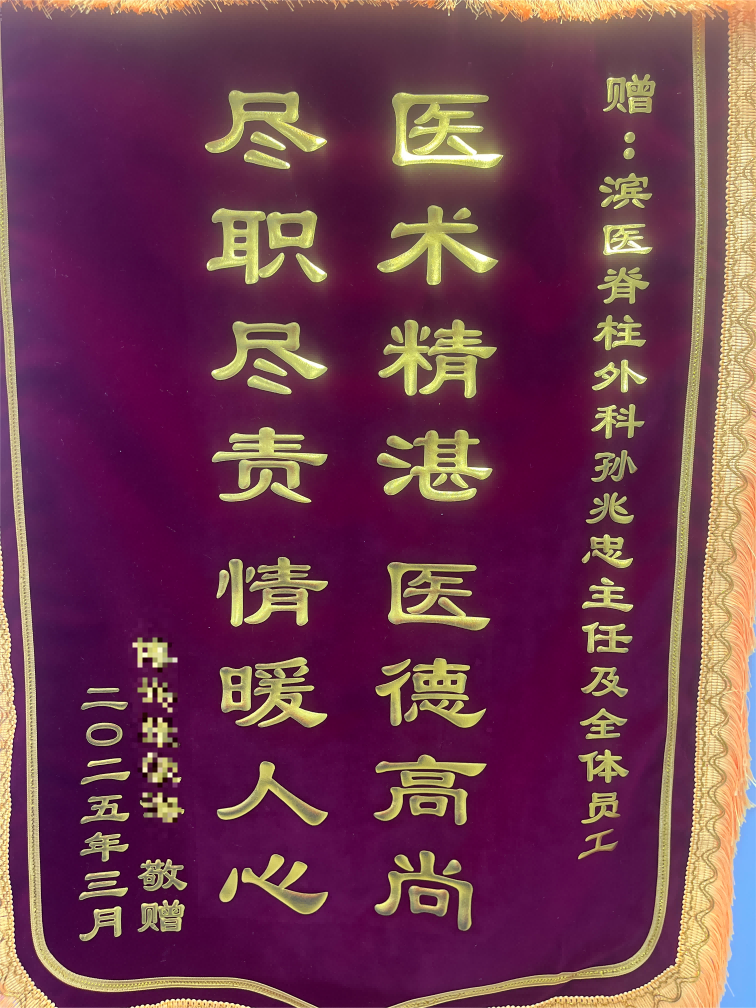 赠：滨医脊柱外科孙兆忠主任及全体员工
医术精湛 医德高尚
尽职尽责 情暖人心
敬赠
二〇二五年三月